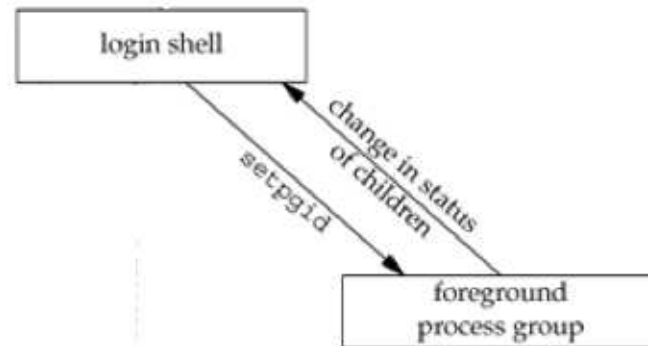 login shell
change in status
of children
setpgid
foreground
process group